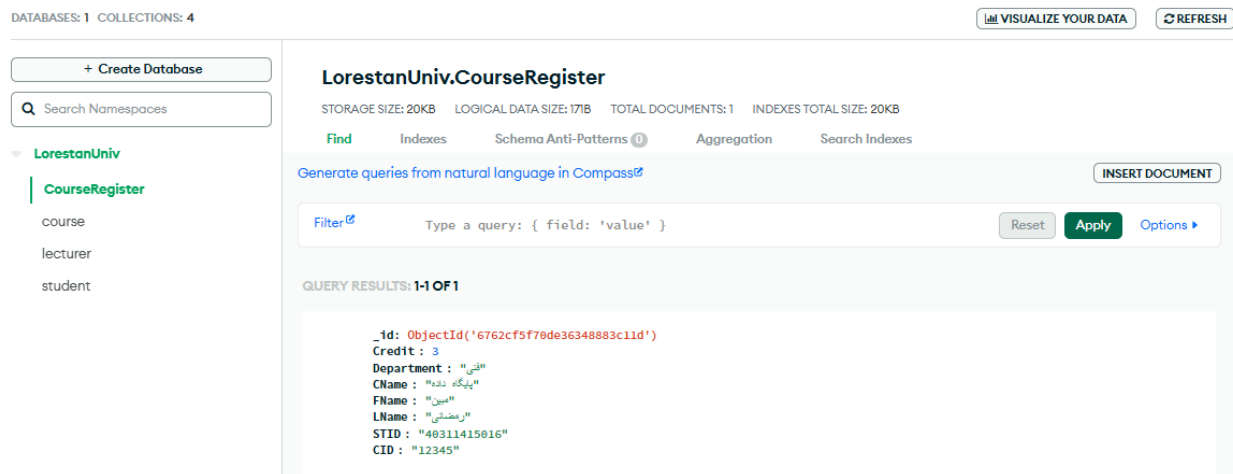 DATABASES: 1 COLLECTIONS: 4
VISUALIZE YOUR DATA
REFRESH
+ Create Database
Search Namespaces
LorestanUniv
CourseRegister
course
lecturer
student
LorestanUniv.CourseRegister
STORAGE SIZE: 20KB LOGICAL DATA SIZE: 171B TOTAL DOCUMENTS: 1 INDEXES TOTAL SIZE: 20KB
Find Indexes Schema Anti-Patterns 0 Aggregation Search Indexes
Generate queries from natural language in Compass
INSERT DOCUMENT
Filter Type a query: { field: 'value' } Reset Apply Options
QUERY RESULTS: 1-1 OF 1
_id: ObjectId('6762cf5f70de36348883c11d')
Credit : 3
Department : "فنی"
CName : "پایگاه داده"
FName : "مبین"
LName : "رمضانی"
STID : "40311415016"
CID : "12345"